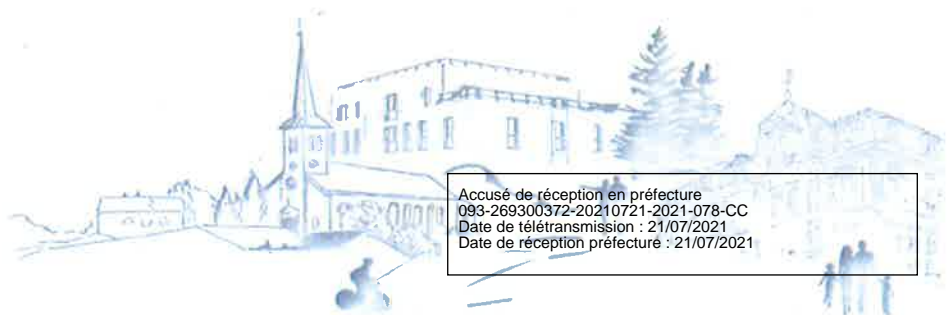 Accusé de réception en préfecture
093-269300372-20210721-2021-078-CC
Date de télétransmission : 21/07/2021
Date de réception préfecture : 21/07/2021